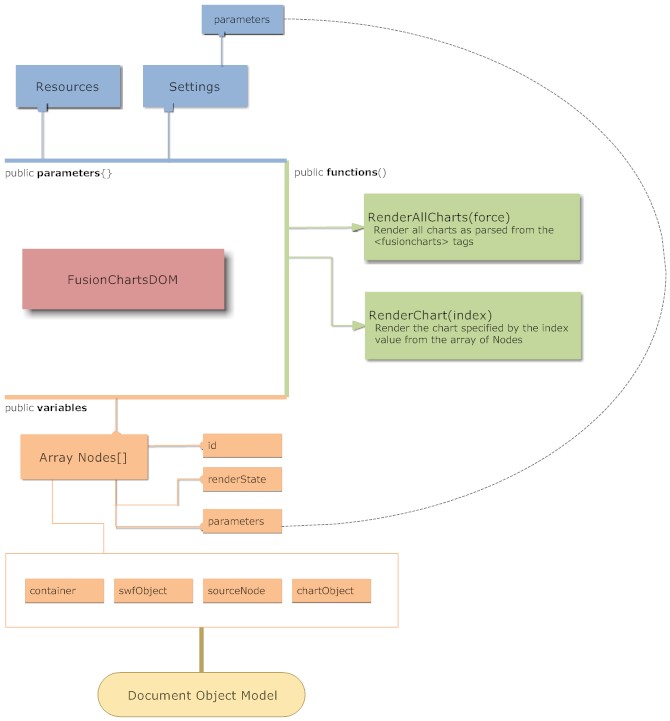 parameters
Resources
Settings
public parameters{}
public functions()
RenderAllCharts(force)
Render all charts as parsed from the
<fusioncharts> tags
FusionChartsDOM
RenderChart(index)
Render the chart specified by the index
value from the array of Nodes
public variables
Array Nodes[]
id
renderState
parameters
container
swfObject
sourceNode
chartObject
Document Object Model